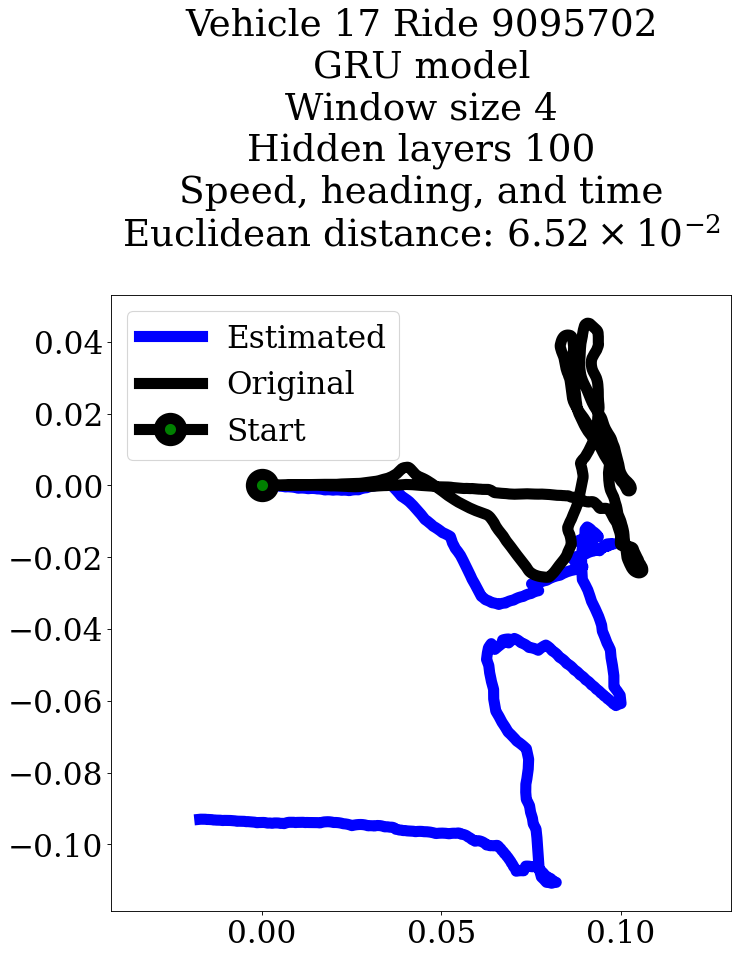 Vehicle 17 Ride 9095702
GRU model
Window size 4
Hidden layers 100
Speed, heading, and time
Euclidean distance: 6.52 × 10⁻²
Estimated
Original
Start
0.04
0.02
0.00
−0.02
−0.04
−0.06
−0.08
−0.10
0.00 0.05 0.10